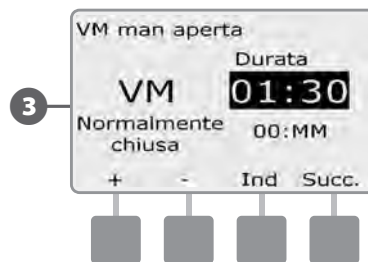 VM man aperta
Durata
VM
01:30
Normalmente
chiusa
00:MM
+ - Ind Succ.
3